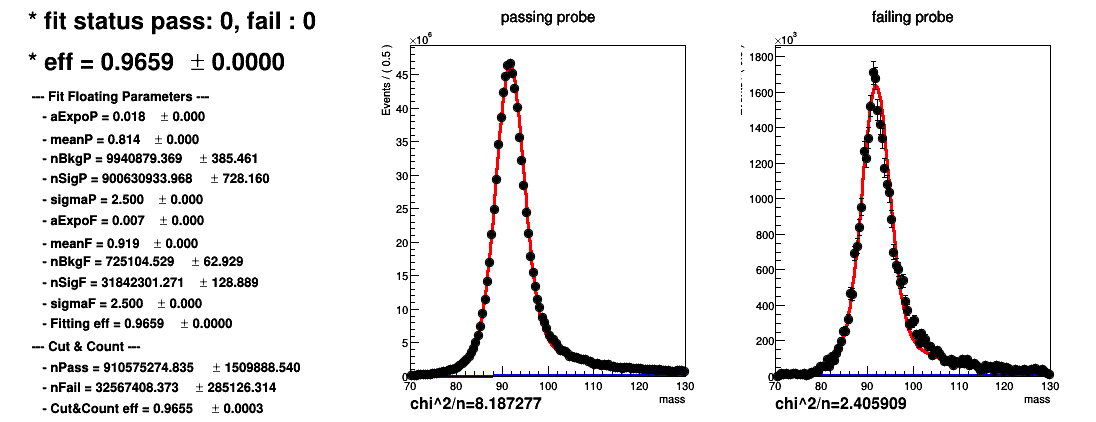 * fit status pass: 0, fail : 0
* eff = 0.9659 ± 0.0000
--- Fit Floating Parameters ---
- aExpoP = 0.018 ± 0.000
- meanP = 0.814 ± 0.000
- nBkgP = 9940879.369 ± 385.461
- nSigP = 900630933.968 ± 728.160
- sigmaP = 2.500 ± 0.000
- aExpoF = 0.007 ± 0.000
- meanF = 0.919 ± 0.000
- nBkgF = 725104.529 ± 62.929
- nSigF = 31842301.271 ± 128.889
- sigmaF = 2.500 ± 0.000
- Fitting eff = 0.9659 ± 0.0000
--- Cut & Count ---
- nPass = 910575274.835 ± 1509888.540
- nFail = 32567408.373 ± 285126.314
- Cut&Count eff = 0.9655 ± 0.0003
passing probe
×10^6
Events / ( 0.5 )
45
40
35
30
25
20
15
10
5
0
70 80 90 100 110 120 130
mass
chi^2/n=8.187277
failing probe
×10^3
1800
1600
1400
1200
1000
800
600
400
200
0
70 80 90 100 110 120 130
mass
chi^2/n=2.405909